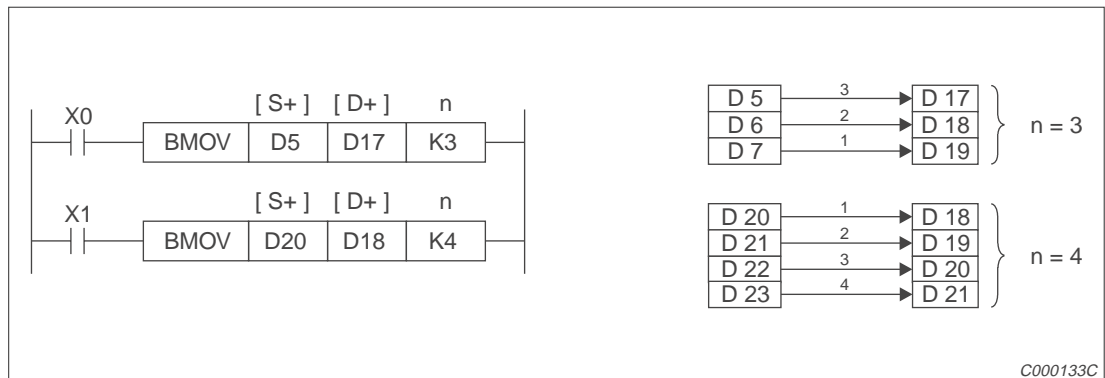 [ S+ ] [ D+ ] n
X0
BMOV D5 D17 K3
[ S+ ] [ D+ ] n
X1
BMOV D20 D18 K4
D 5 3 D 17
D 6 2 D 18 n = 3
D 7 1 D 19
D 20 1 D 18
D 21 2 D 19
n = 4
D 22 3 D 20
D 23 4 D 21
C000133C